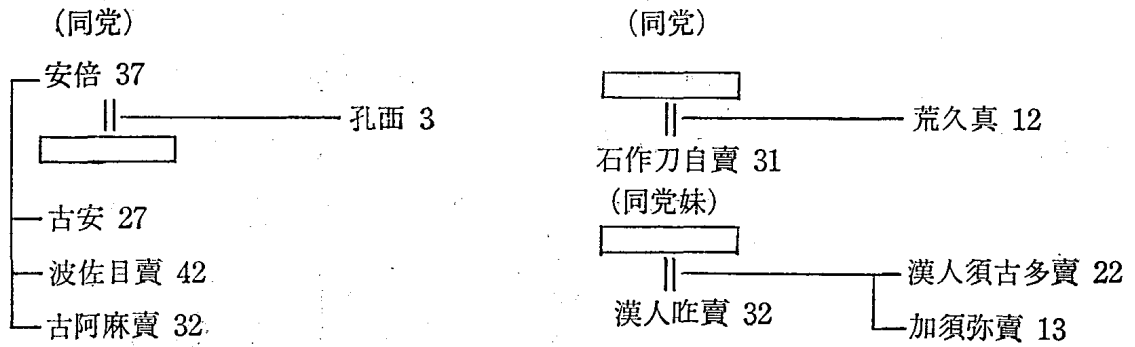 (同党)
安倍 37
孔面 3
古安 27
波佐目賣 42
古阿麻賣 32
(同党)
荒久真 12
石作刀自賣 31
(同党妹)
漢人須古多賣 22
漢人㖨賣 32
加須弥賣 13